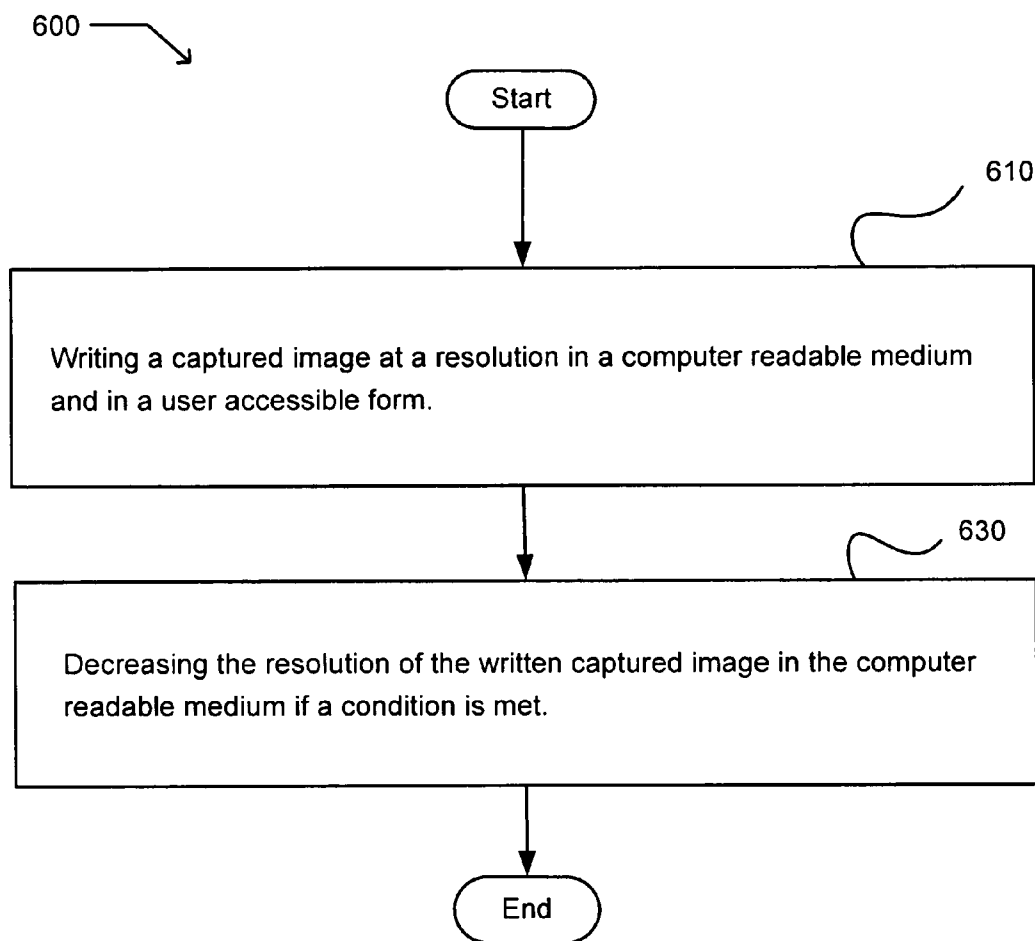 600
Start
610
Writing a captured image at a resolution in a computer readable medium
and in a user accessible form.
630
Decreasing the resolution of the written captured image in the computer
readable medium if a condition is met.
End